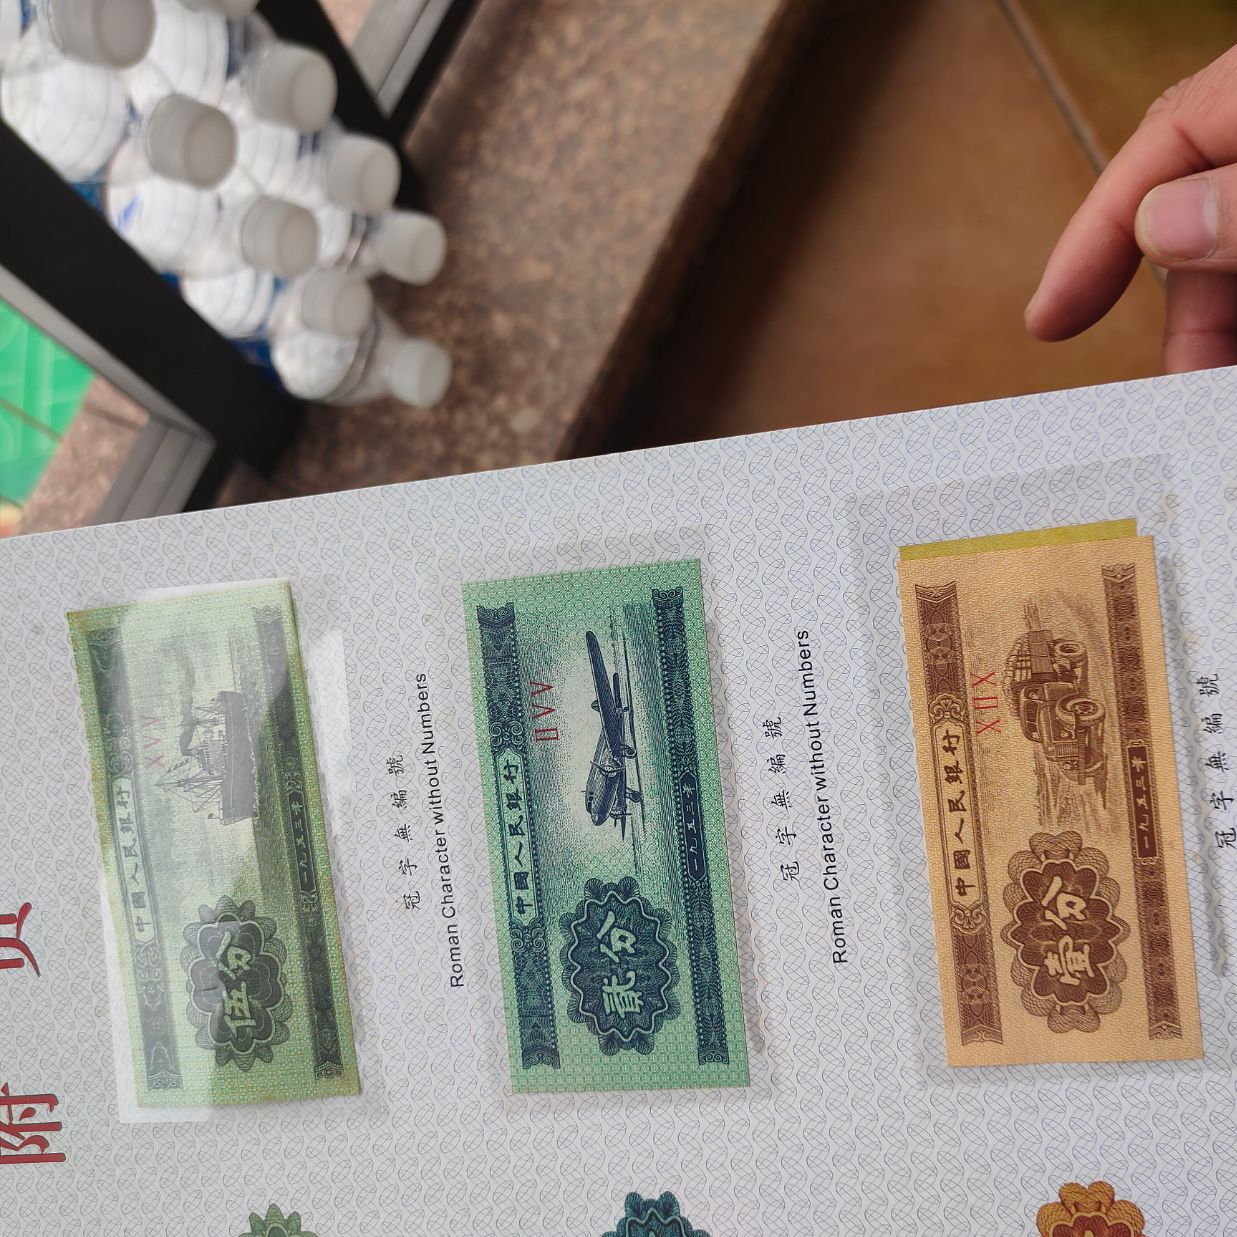 附 页
中國人民銀行
X V V
伍分
一九五三年
冠字無編號
Roman Character without Numbers
中國人民銀行
II V V
貳分
一九五三年
冠字無編號
Roman Character without Numbers
中國人民銀行
X II X
壹分
一九五三年
冠字無編號